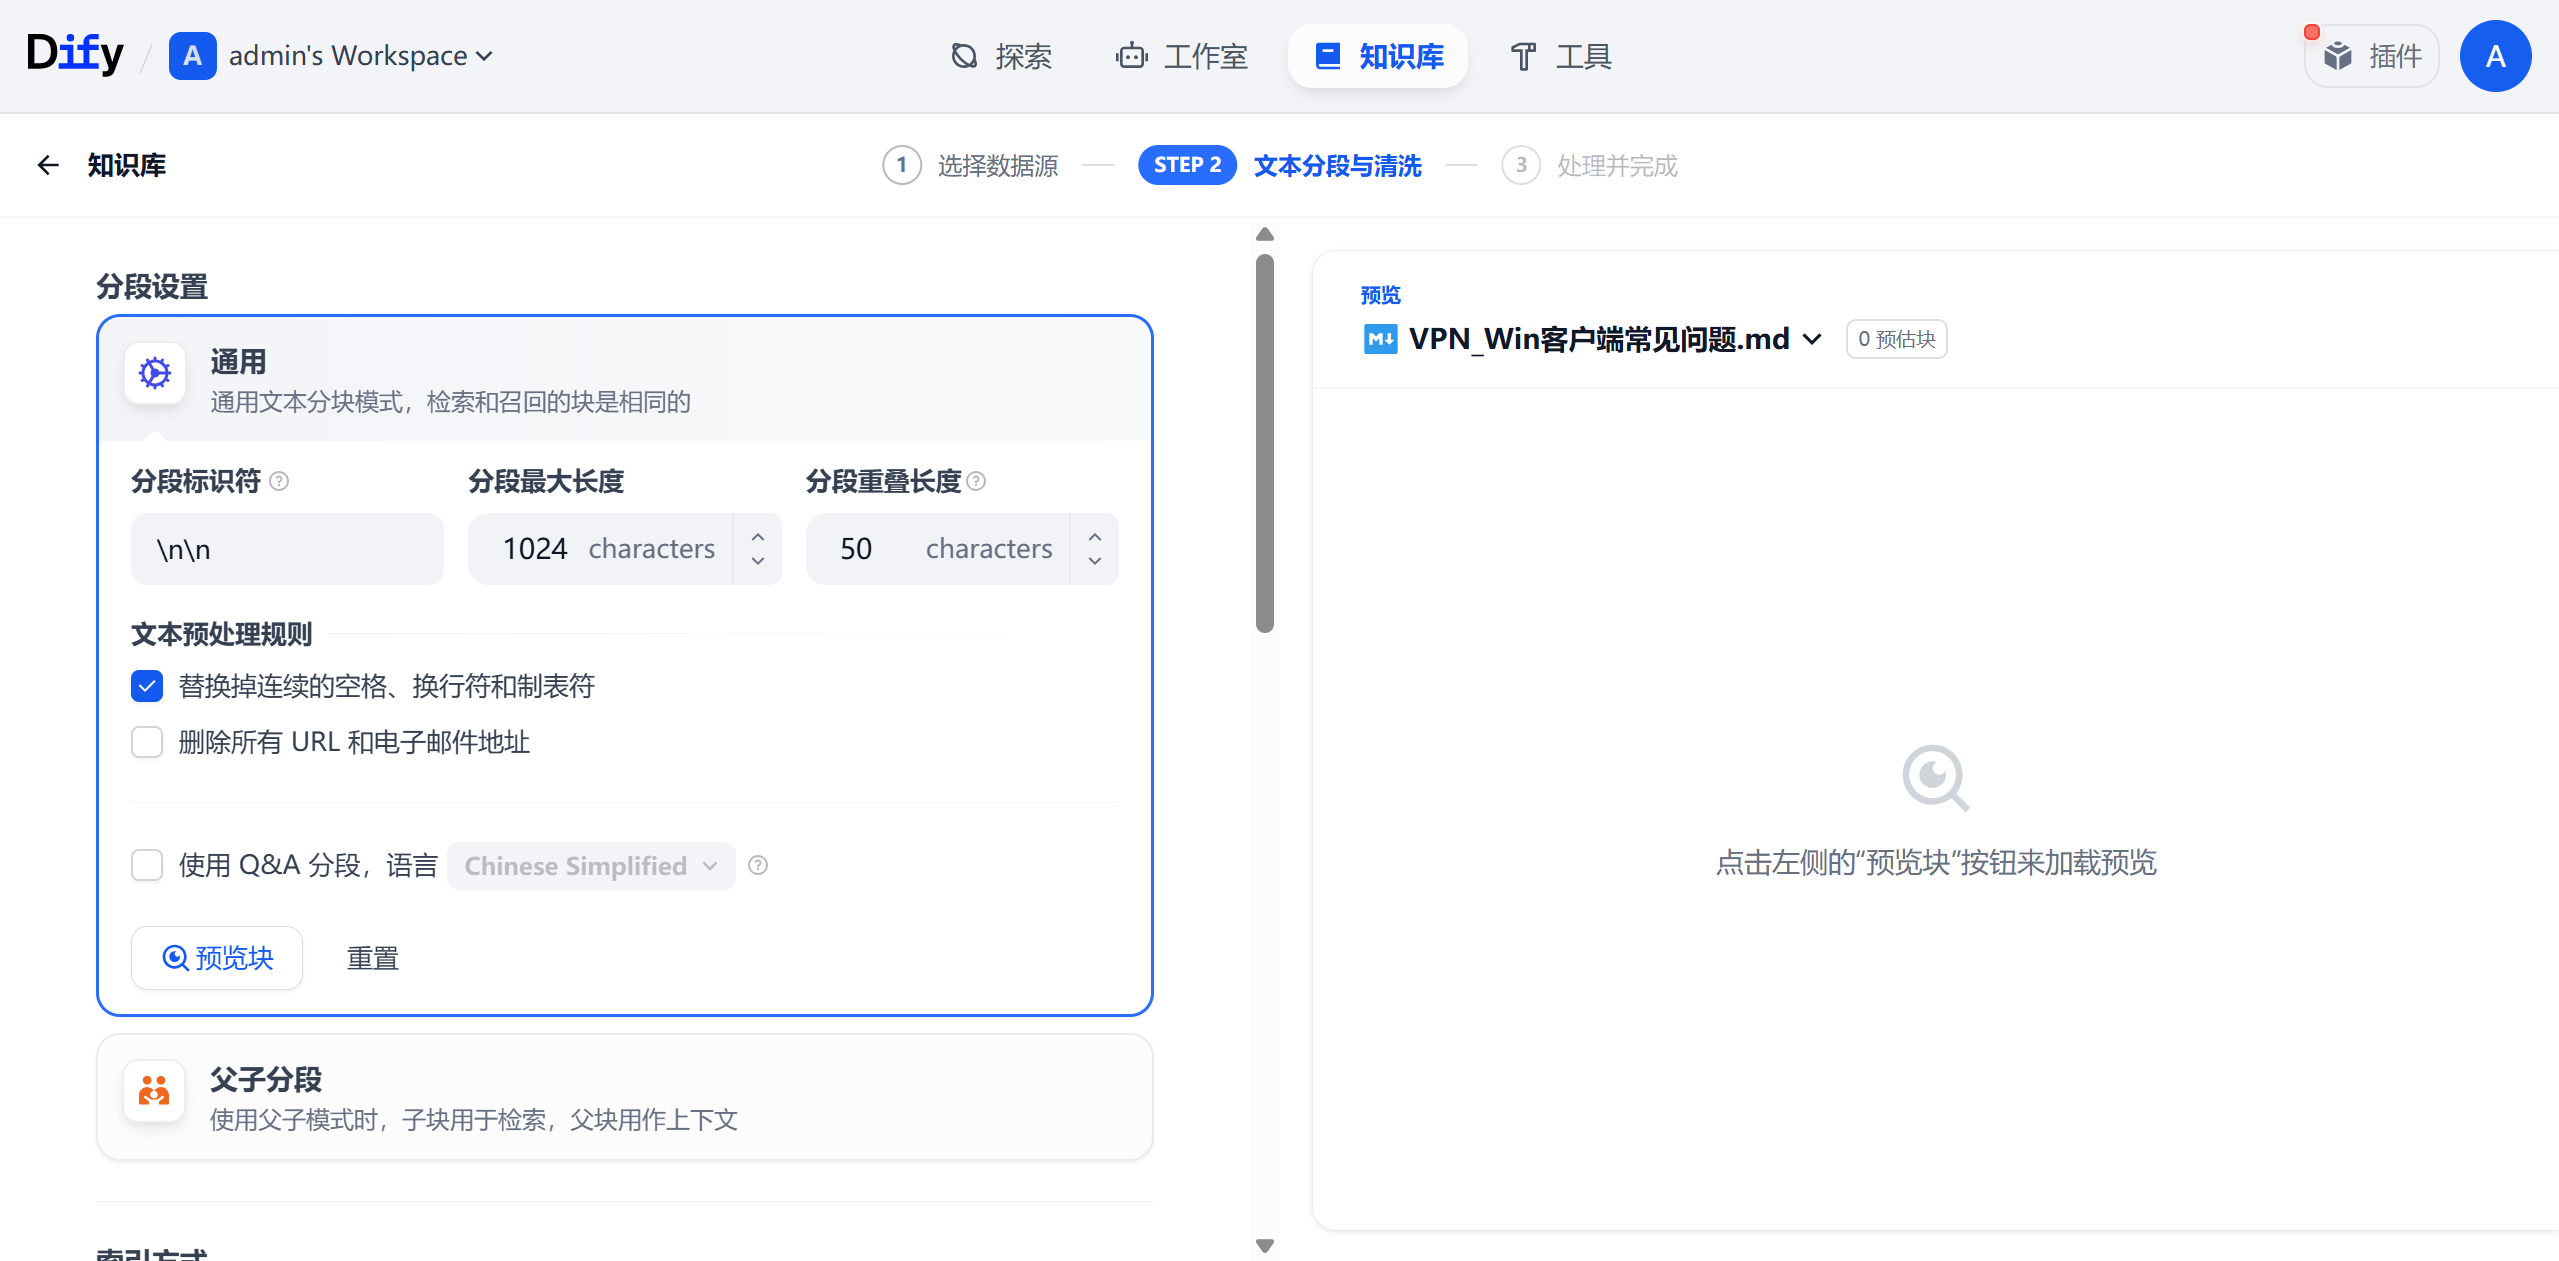 Dify / A admin's Workspace 探索 工作室 知识库 工具 插件 A
知识库 1 选择数据源 STEP 2 文本分段与清洗 3 处理并完成
分段设置
通用
通用文本分块模式，检索和召回的块是相同的
分段标识符 分段最大长度 分段重叠长度
\n\n 1024 characters 50 characters
文本预处理规则
替换掉连续的空格、换行符和制表符
删除所有 URL 和电子邮件地址
使用 Q&A 分段，语言 Chinese Simplified
预览块 重置
父子分段
使用父子模式时，子块用于检索，父块用作上下文
索引方式
预览
VPN_Win客户端常见问题.md 0 预估块
点击左侧的“预览块”按钮来加载预览